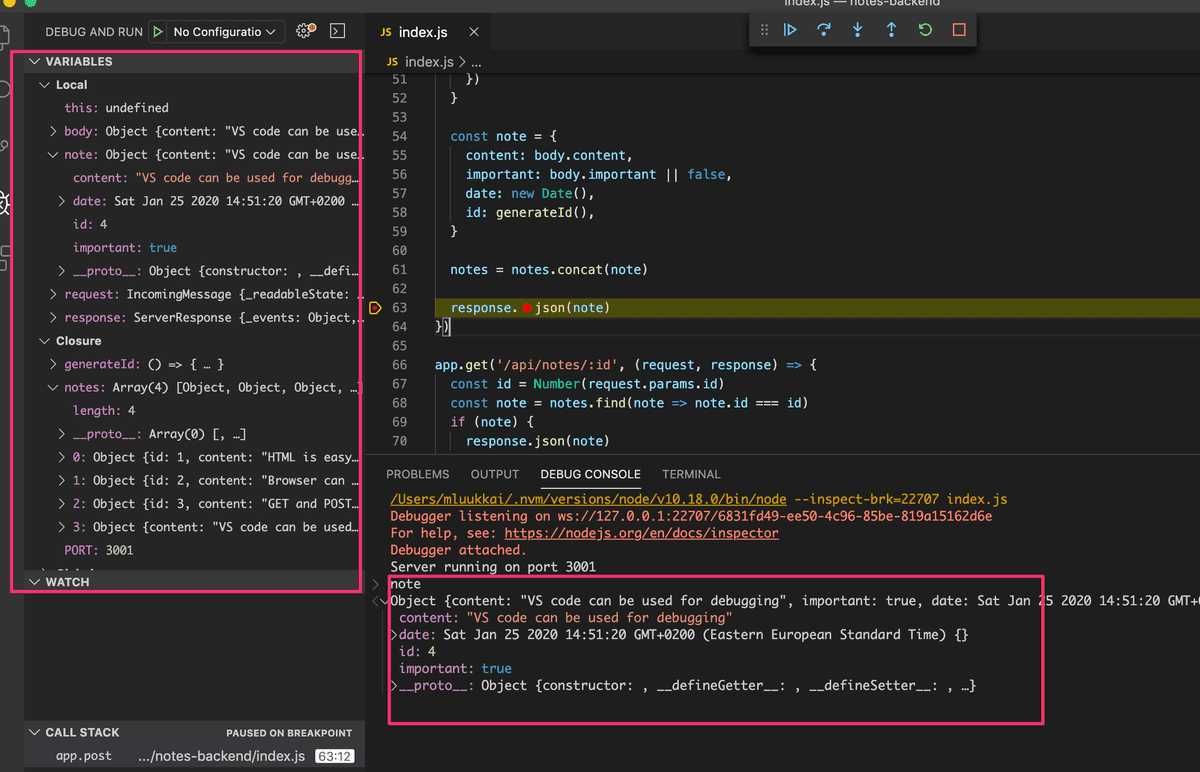 index.js — notes-backend
DEBUG AND RUN
No Configuratio
VARIABLES
Local
this: undefined
body: Object {content: "VS code can be use…
note: Object {content: "VS code can be use…
content: "VS code can be used for debugg…
date: Sat Jan 25 2020 14:51:20 GMT+0200 …
id: 4
important: true
__proto__: Object {constructor: , __defi…
request: IncomingMessage {_readableState: …
response: ServerResponse {_events: Object,…
Closure
generateId: () => { … }
notes: Array(4) [Object, Object, Object, …]
length: 4
__proto__: Array(0) [, …]
0: Object {id: 1, content: "HTML is easy…
1: Object {id: 2, content: "Browser can …
2: Object {id: 3, content: "GET and POST…
3: Object {content: "VS code can be used…
PORT: 3001
WATCH
CALL STACK
PAUSED ON BREAKPOINT
app.post .../notes-backend/index.js 63:12
JS index.js
JS index.js > ...
51 })
52 }
53
54 const note = {
55 content: body.content,
56 important: body.important || false,
57 date: new Date(),
58 id: generateId(),
59 }
60
61 notes = notes.concat(note)
62
63 response. json(note)
64 })
65
66 app.get('/api/notes/:id', (request, response) => {
67 const id = Number(request.params.id)
68 const note = notes.find(note => note.id === id)
69 if (note) {
70 response.json(note)
PROBLEMS OUTPUT DEBUG CONSOLE TERMINAL
/Users/mluukkai/.nvm/versions/node/v10.18.0/bin/node --inspect-brk=22707 index.js
Debugger listening on ws://127.0.0.1:22707/6831fd49-ee50-4c96-85be-819a15162d6e
For help, see: https://nodejs.org/en/docs/inspector
Debugger attached.
Server running on port 3001
note
Object {content: "VS code can be used for debugging", important: true, date: Sat Jan 25 2020 14:51:20 GMT+
content: "VS code can be used for debugging"
date: Sat Jan 25 2020 14:51:20 GMT+0200 (Eastern European Standard Time) {}
id: 4
important: true
__proto__: Object {constructor: , __defineGetter__: , __defineSetter__: , …}